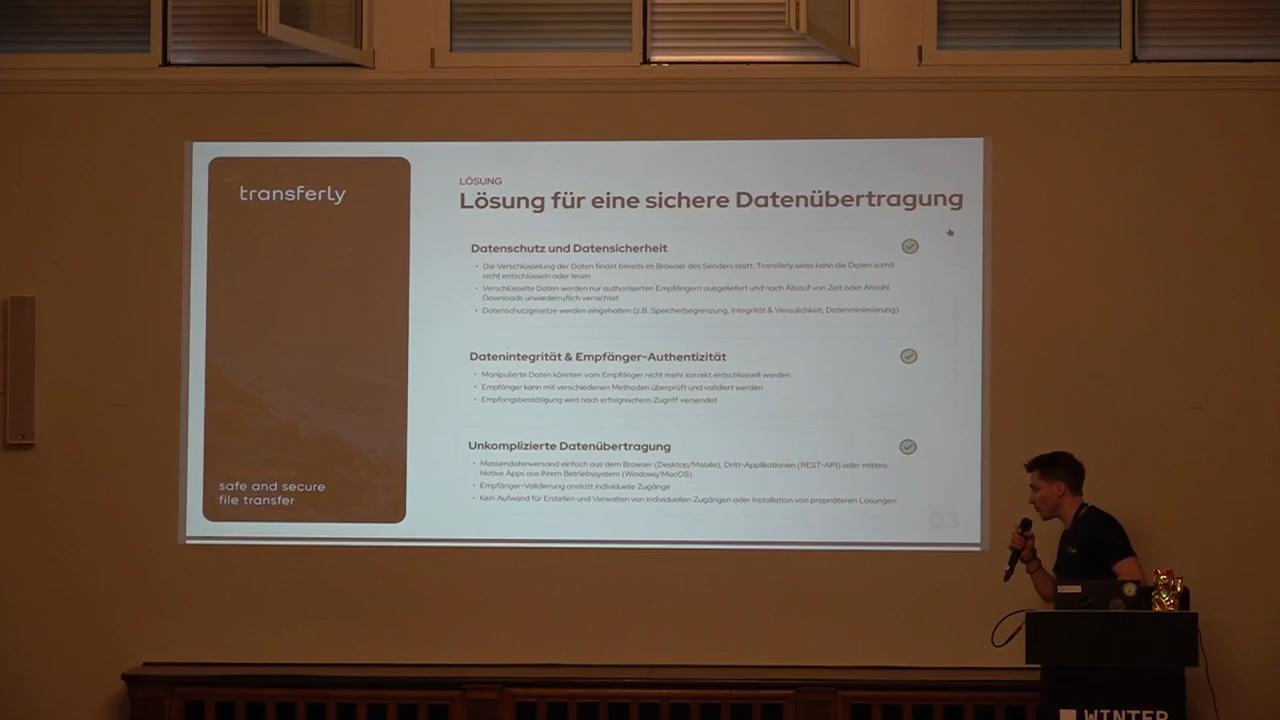 transferly
safe and secure
file transfer
LÖSUNG
Lösung für eine sichere Datenübertragung
Datenschutz und Datensicherheit
• Die Verschlüsselung der Daten findet bereits im Browser des Senders statt. Transferly.swiss kann die Daten somit
nicht entschlüsseln oder lesen
• Verschlüsselte Daten werden nur authorisierten Empfängern ausgeliefert und nach Ablauf von Zeit oder Anzahl
Downloads unwiederruflich vernichtet
• Datenschutzgesetze werden eingehalten (z.B. Speicherbegrenzung, Integrität & Veraulichkeit, Datenminimierung)
Datenintegrität & Empfänger-Authentizität
• Manipulierte Daten könnten vom Empfänger nicht mehr korrekt entschlüsselt werden
• Empfänger kann mit verschiedenen Methoden überprüft und validiert werden
• Empfangsbestätigung wird nach erfolgreichem Zugriff versendet
Unkomplizierte Datenübertragung
• Massendatenversand einfach aus dem Browser (Desktop/Mobile), Dritt-Applikationen (REST-API) oder mittels
Native Apps aus Ihrem Betriebssystem (Windows/MacOS)
• Empfänger-Validierung anstatt individuelle Zugänge
• Kein Aufwand für Erstellen und Verwalten von individuellen Zugängen oder Installation von propriäteren Lösungen
03
WINTER